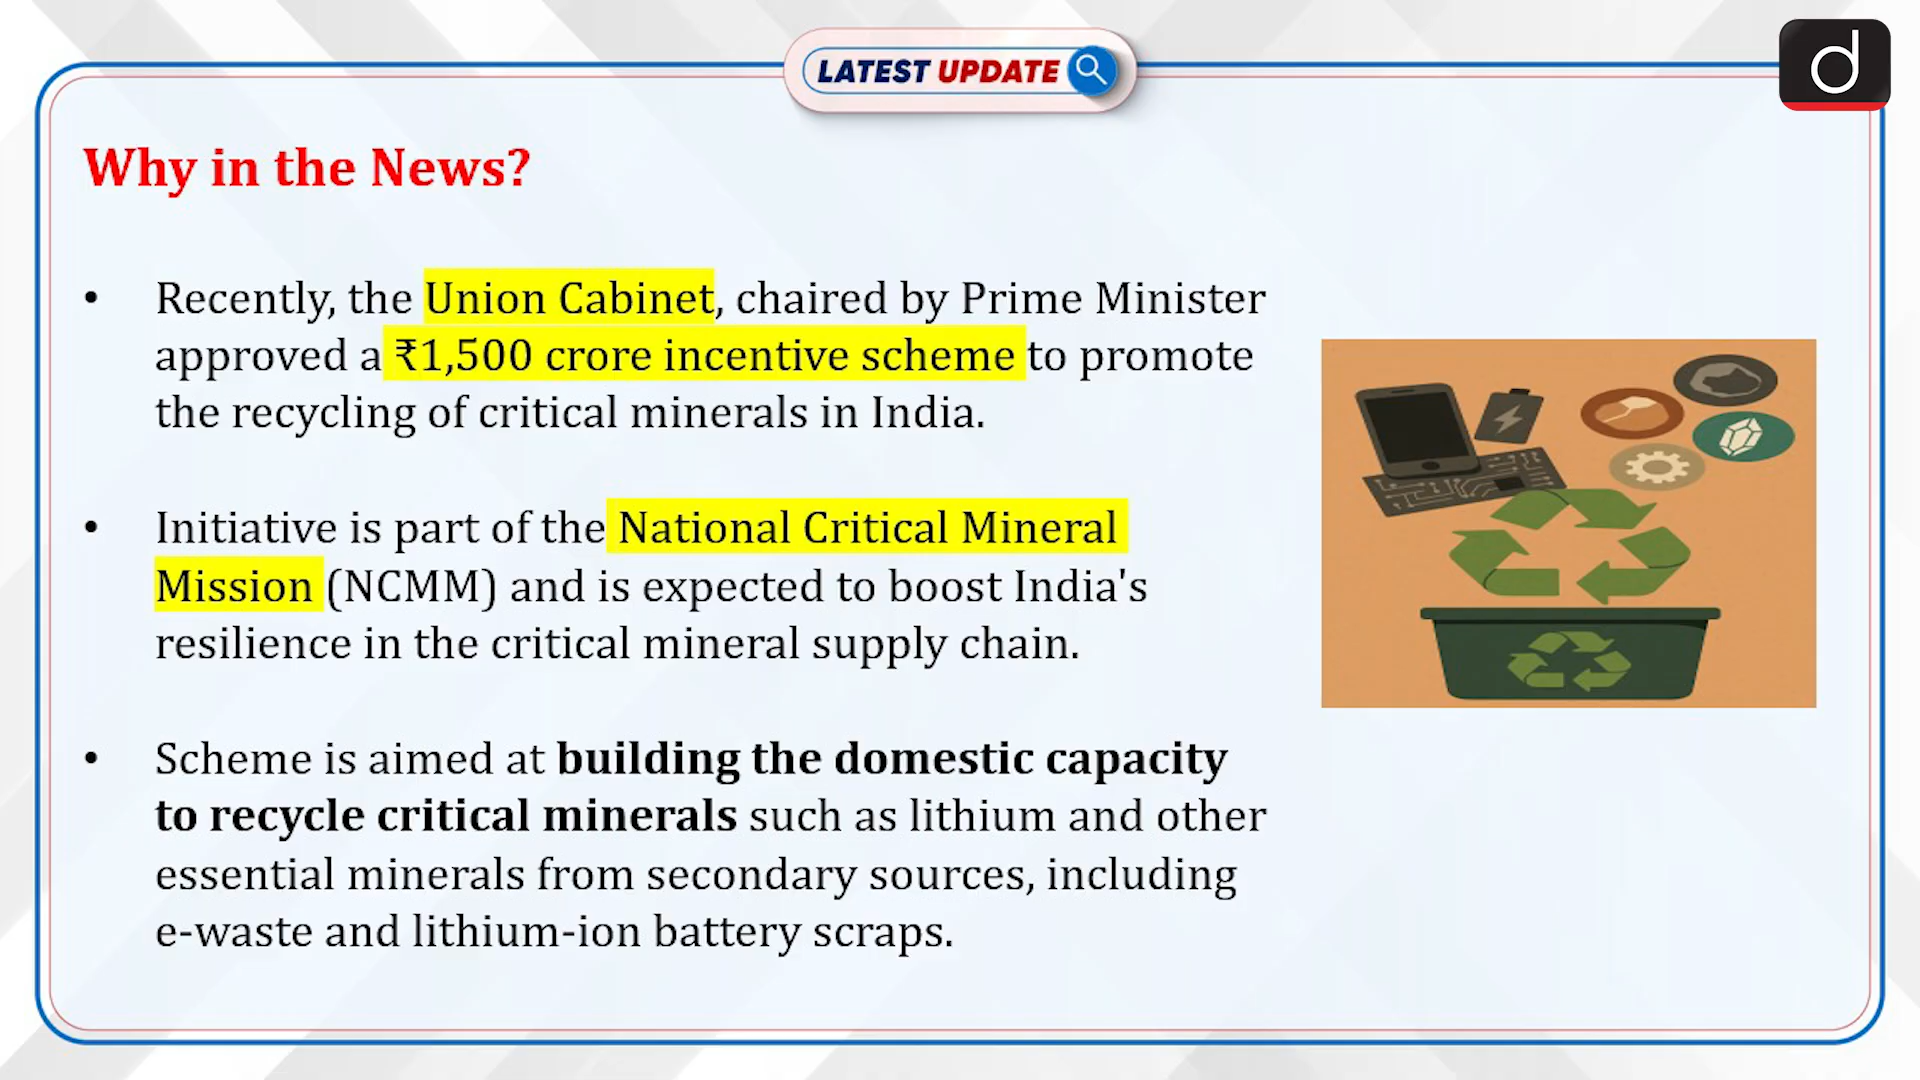 LATEST UPDATE
d
Why in the News?
• Recently, the Union Cabinet, chaired by Prime Minister
approved a ₹1,500 crore incentive scheme to promote
the recycling of critical minerals in India.
• Initiative is part of the National Critical Mineral
Mission (NCMM) and is expected to boost India's
resilience in the critical mineral supply chain.
• Scheme is aimed at building the domestic capacity
to recycle critical minerals such as lithium and other
essential minerals from secondary sources, including
e-waste and lithium-ion battery scraps.